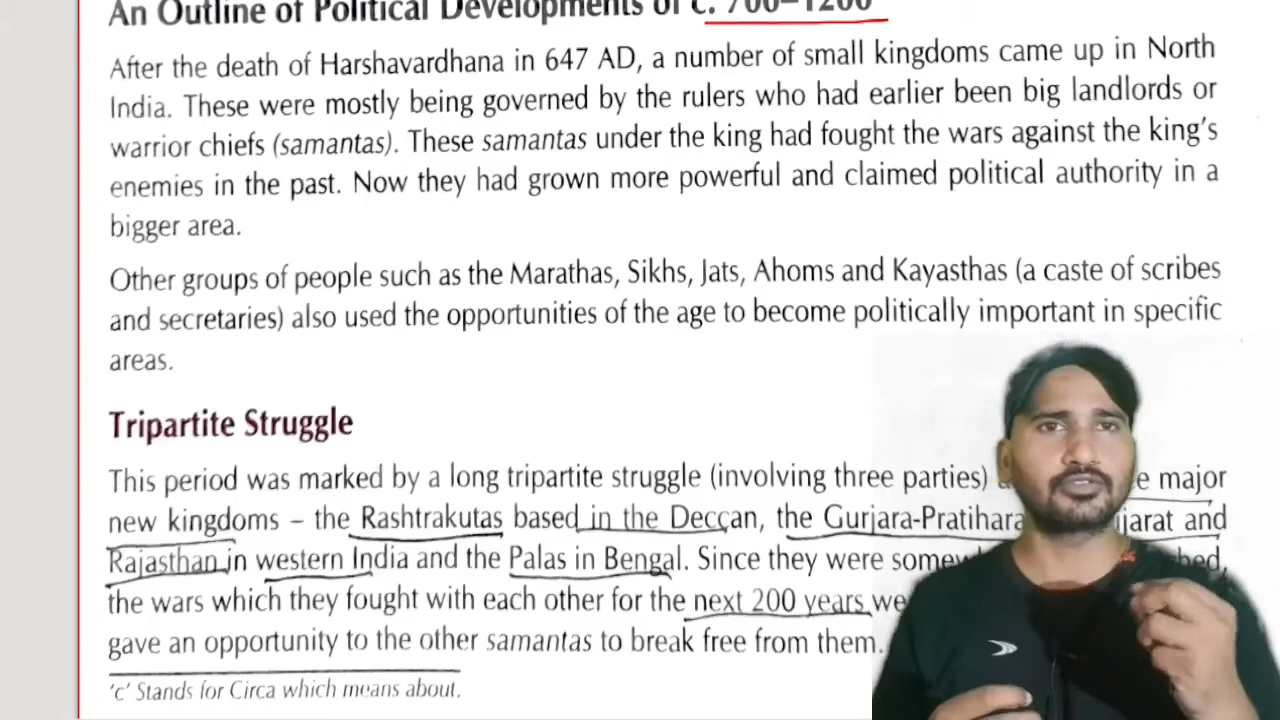 An Outline of Political Developments of c. 700–1200
After the death of Harshavardhana in 647 AD, a number of small kingdoms came up in North
India. These were mostly being governed by the rulers who had earlier been big landlords or
warrior chiefs (samantas). These samantas under the king had fought the wars against the king's
enemies in the past. Now they had grown more powerful and claimed political authority in a
bigger area.
Other groups of people such as the Marathas, Sikhs, Jats, Ahoms and Kayasthas (a caste of scribes
and secretaries) also used the opportunities of the age to become politically important in specific
areas.
Tripartite Struggle
This period was marked by a long tripartite struggle (involving three parties) major
new kingdoms – the Rashtrakutas based in the Deccan, the Gurjara-Pratihara and
Rajasthan in western India and the Palas in Bengal. Since they were
the wars which they fought with each other for the next 200 years
gave an opportunity to the other samantas to break free from them.
'c' Stands for Circa which means about.